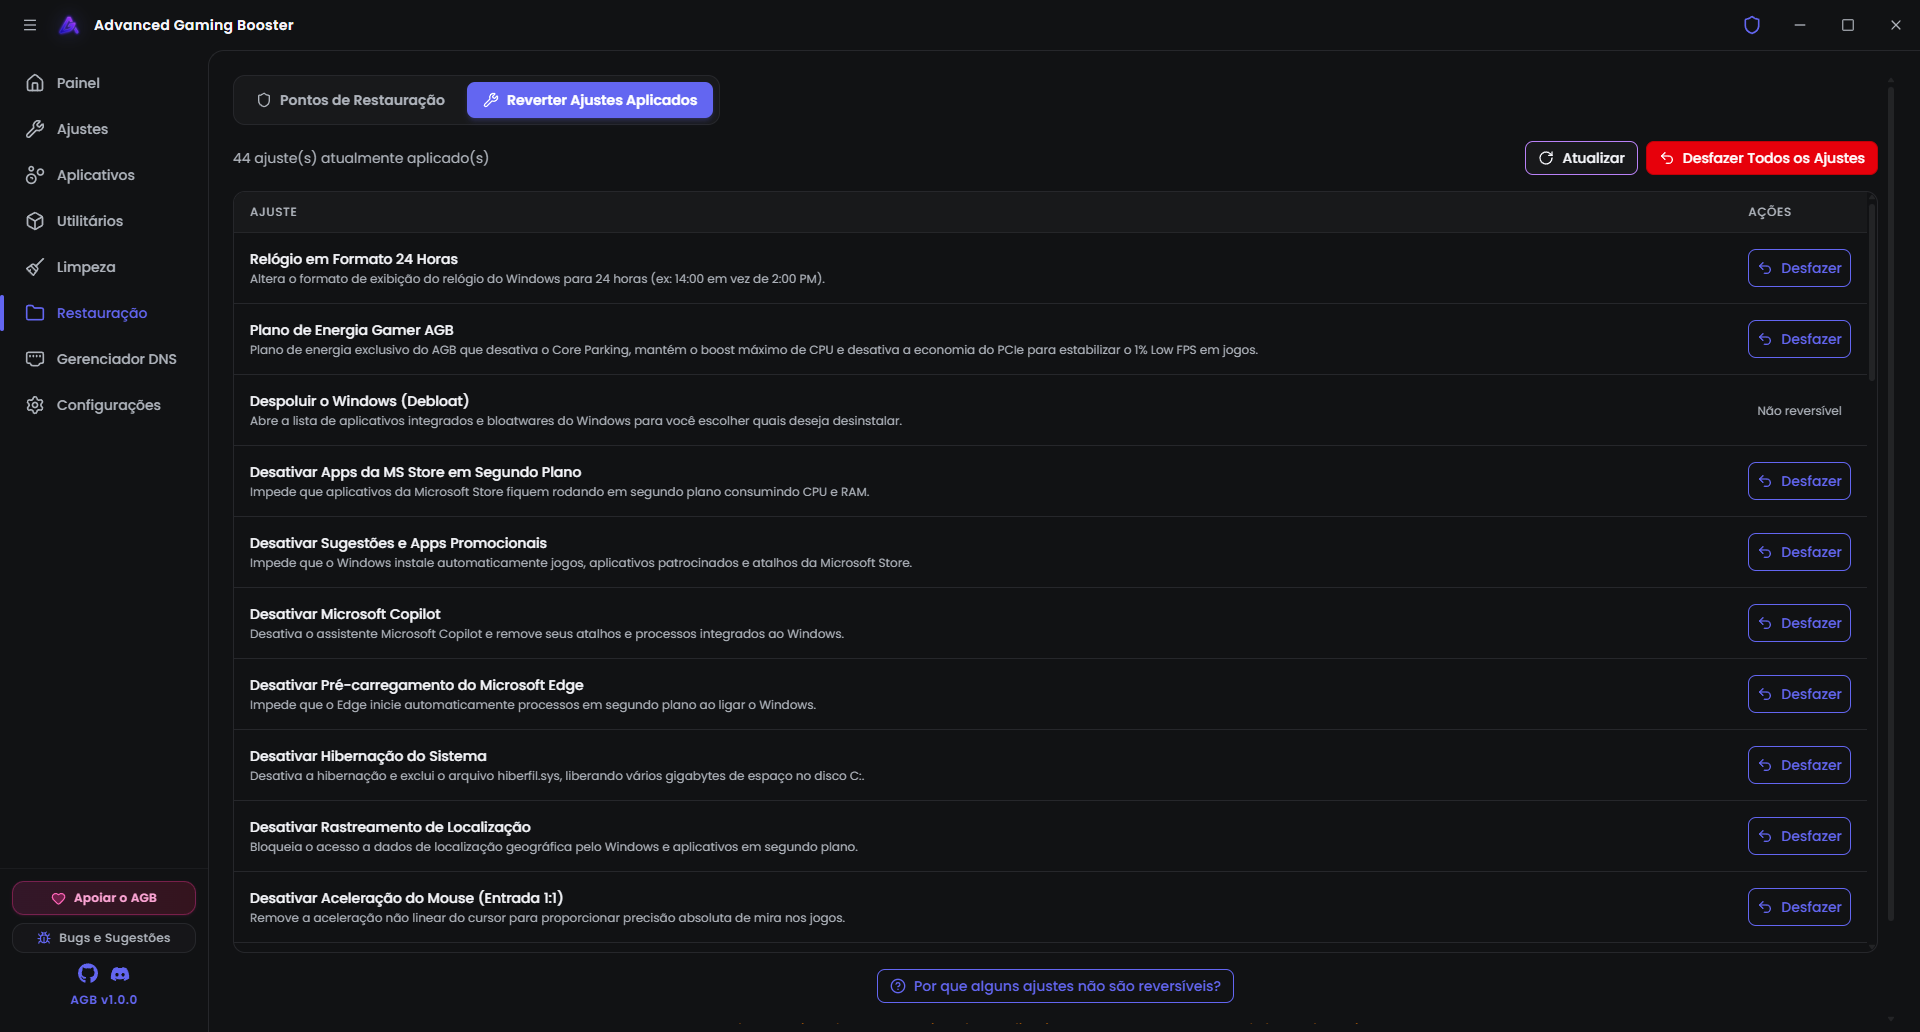 Advanced Gaming Booster
Painel
Ajustes
Aplicativos
Utilitários
Limpeza
Restauração
Gerenciador DNS
Configurações
Apoiar o AGB
Bugs e Sugestões
AGB v1.0.0
Pontos de Restauração
Reverter Ajustes Aplicados
44 ajuste(s) atualmente aplicado(s)
Atualizar
Desfazer Todos os Ajustes
AJUSTE
AÇÕES
Relógio em Formato 24 Horas
Altera o formato de exibição do relógio do Windows para 24 horas (ex: 14:00 em vez de 2:00 PM).
Desfazer
Plano de Energia Gamer AGB
Plano de energia exclusivo do AGB que desativa o Core Parking, mantém o boost máximo de CPU e desativa a economia do PCIe para estabilizar o 1% Low FPS em jogos.
Desfazer
Despoluir o Windows (Debloat)
Abre a lista de aplicativos integrados e bloatwares do Windows para você escolher quais deseja desinstalar.
Não reversível
Desativar Apps da MS Store em Segundo Plano
Impede que aplicativos da Microsoft Store fiquem rodando em segundo plano consumindo CPU e RAM.
Desfazer
Desativar Sugestões e Apps Promocionais
Impede que o Windows instale automaticamente jogos, aplicativos patrocinados e atalhos da Microsoft Store.
Desfazer
Desativar Microsoft Copilot
Desativa o assistente Microsoft Copilot e remove seus atalhos e processos integrados ao Windows.
Desfazer
Desativar Pré-carregamento do Microsoft Edge
Impede que o Edge inicie automaticamente processos em segundo plano ao ligar o Windows.
Desfazer
Desativar Hibernação do Sistema
Desativa a hibernação e exclui o arquivo hiberfil.sys, liberando vários gigabytes de espaço no disco C:.
Desfazer
Desativar Rastreamento de Localização
Bloqueia o acesso a dados de localização geográfica pelo Windows e aplicativos em segundo plano.
Desfazer
Desativar Aceleração do Mouse (Entrada 1:1)
Remove a aceleração não linear do cursor para proporcionar precisão absoluta de mira nos jogos.
Desfazer
Por que alguns ajustes não são reversíveis?